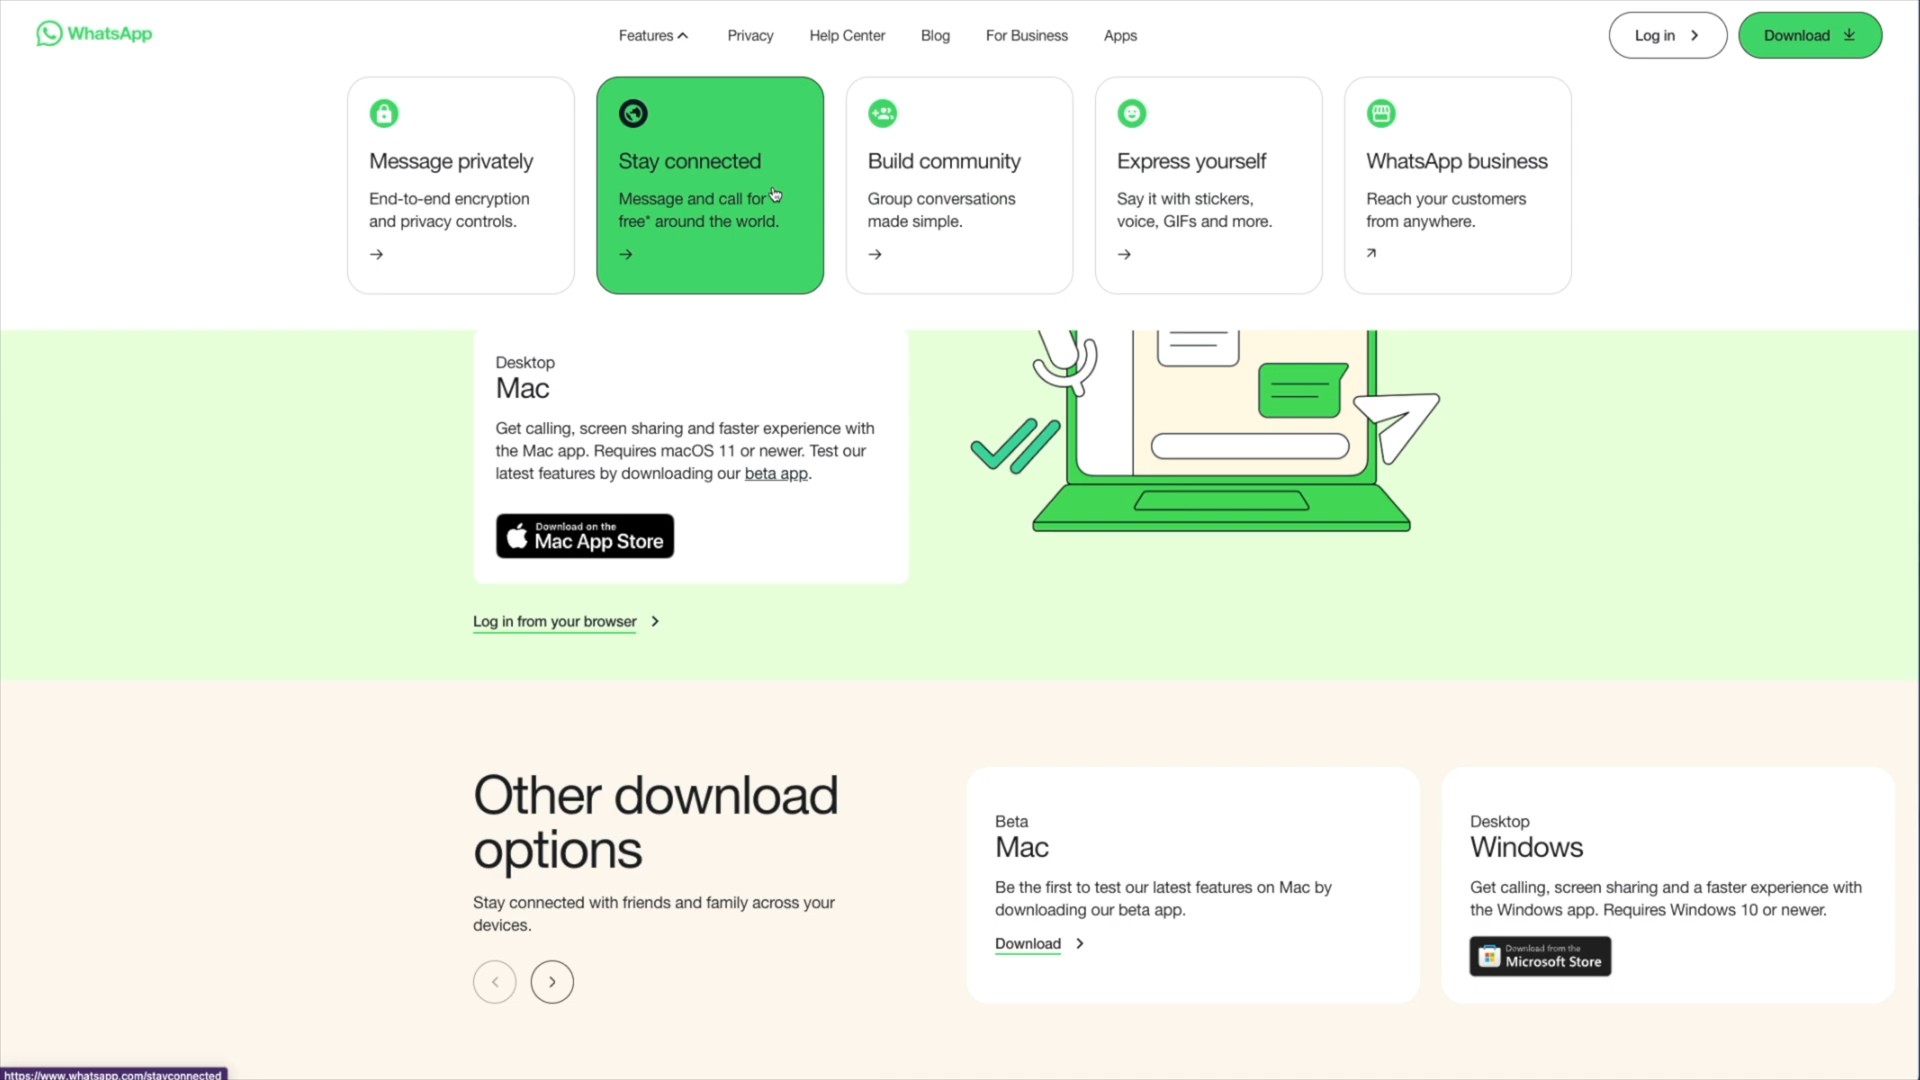 WhatsApp
Features
Privacy
Help Center
Blog
For Business
Apps
Log in
Download
Message privately
End-to-end encryption
and privacy controls.
Stay connected
Message and call for
free* around the world.
Build community
Group conversations
made simple.
Express yourself
Say it with stickers,
voice, GIFs and more.
WhatsApp business
Reach your customers
from anywhere.
Desktop
Mac
Get calling, screen sharing and faster experience with
the Mac app. Requires macOS 11 or newer. Test our
latest features by downloading our beta app.
Download on the
Mac App Store
Log in from your browser
Other download
options
Stay connected with friends and family across your
devices.
Beta
Mac
Be the first to test our latest features on Mac by
downloading our beta app.
Download
Desktop
Windows
Get calling, screen sharing and a faster experience with
the Windows app. Requires Windows 10 or newer.
Download from the
Microsoft Store
https://www.whatsapp.com/stayconnected